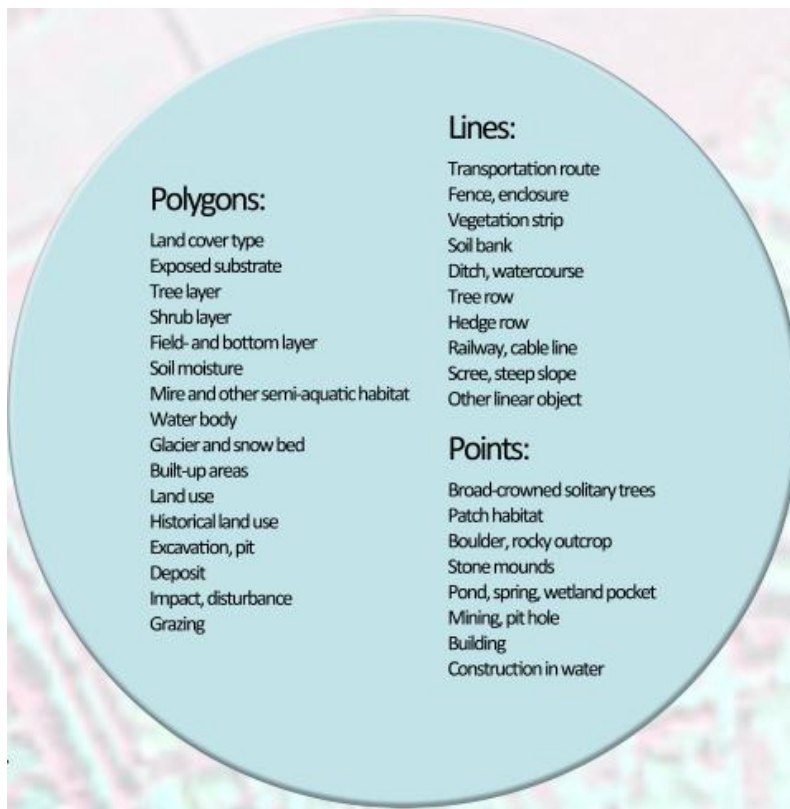 Polygons:
Land cover type
Exposed substrate
Tree layer
Shrub layer
Field- and bottom layer
Soil moisture
Mire and other semi-aquatic habitat
Water body
Glacier and snow bed
Built-up areas
Land use
Historical land use
Excavation, pit
Deposit
Impact, disturbance
Grazing
Lines:
Transportation route
Fence, enclosure
Vegetation strip
Soil bank
Ditch, watercourse
Tree row
Hedge row
Railway, cable line
Scree, steep slope
Other linear object
Points:
Broad-crowned solitary trees
Patch habitat
Boulder, rocky outcrop
Stone mounds
Pond, spring, wetland pocket
Mining, pit hole
Building
Construction in water